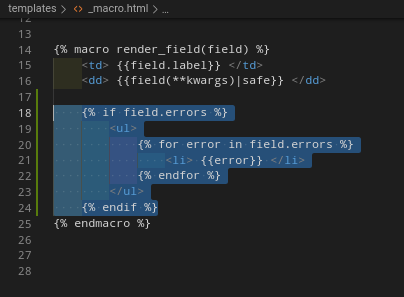 templates > <> _macro.html > ...
12
13
14 {% macro render_field(field) %}
15 <td> {{field.label}} </td>
16 <dd> {{field(**kwargs)|safe}} </dd>
17
18 {% if field.errors %}
19 <ul>
20 {% for error in field.errors %}
21 <li> {{error}} </li>
22 {% endfor %}
23 </ul>
24 {% endif %}
25 {% endmacro %}
26
27
28